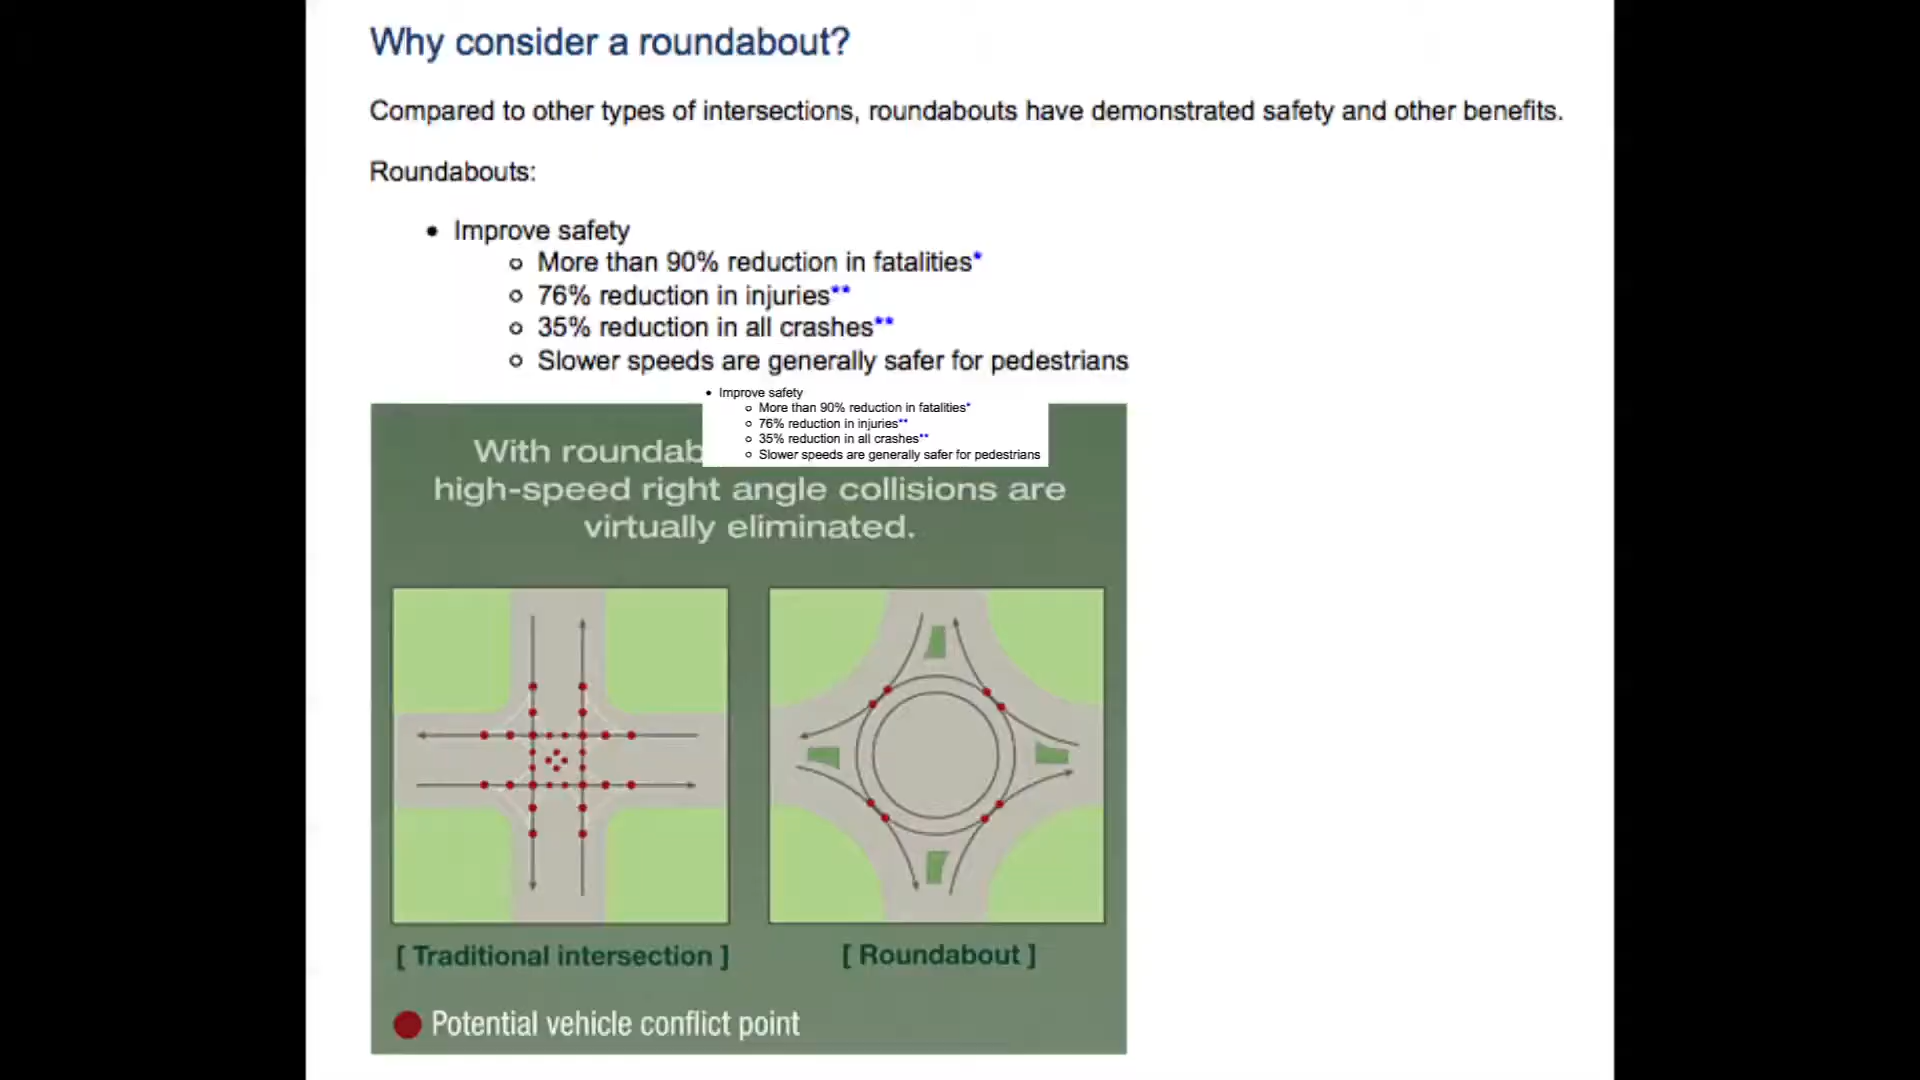 Why consider a roundabout?
Compared to other types of intersections, roundabouts have demonstrated safety and other benefits.
Roundabouts:
• Improve safety
o More than 90% reduction in fatalities*
o 76% reduction in injuries**
o 35% reduction in all crashes**
o Slower speeds are generally safer for pedestrians
• Improve safety
o More than 90% reduction in fatalities*
o 76% reduction in injuries**
o 35% reduction in all crashes**
o Slower speeds are generally safer for pedestrians
With roundab
high-speed right angle collisions are
virtually eliminated.
[ Traditional intersection ]
[ Roundabout ]
Potential vehicle conflict point